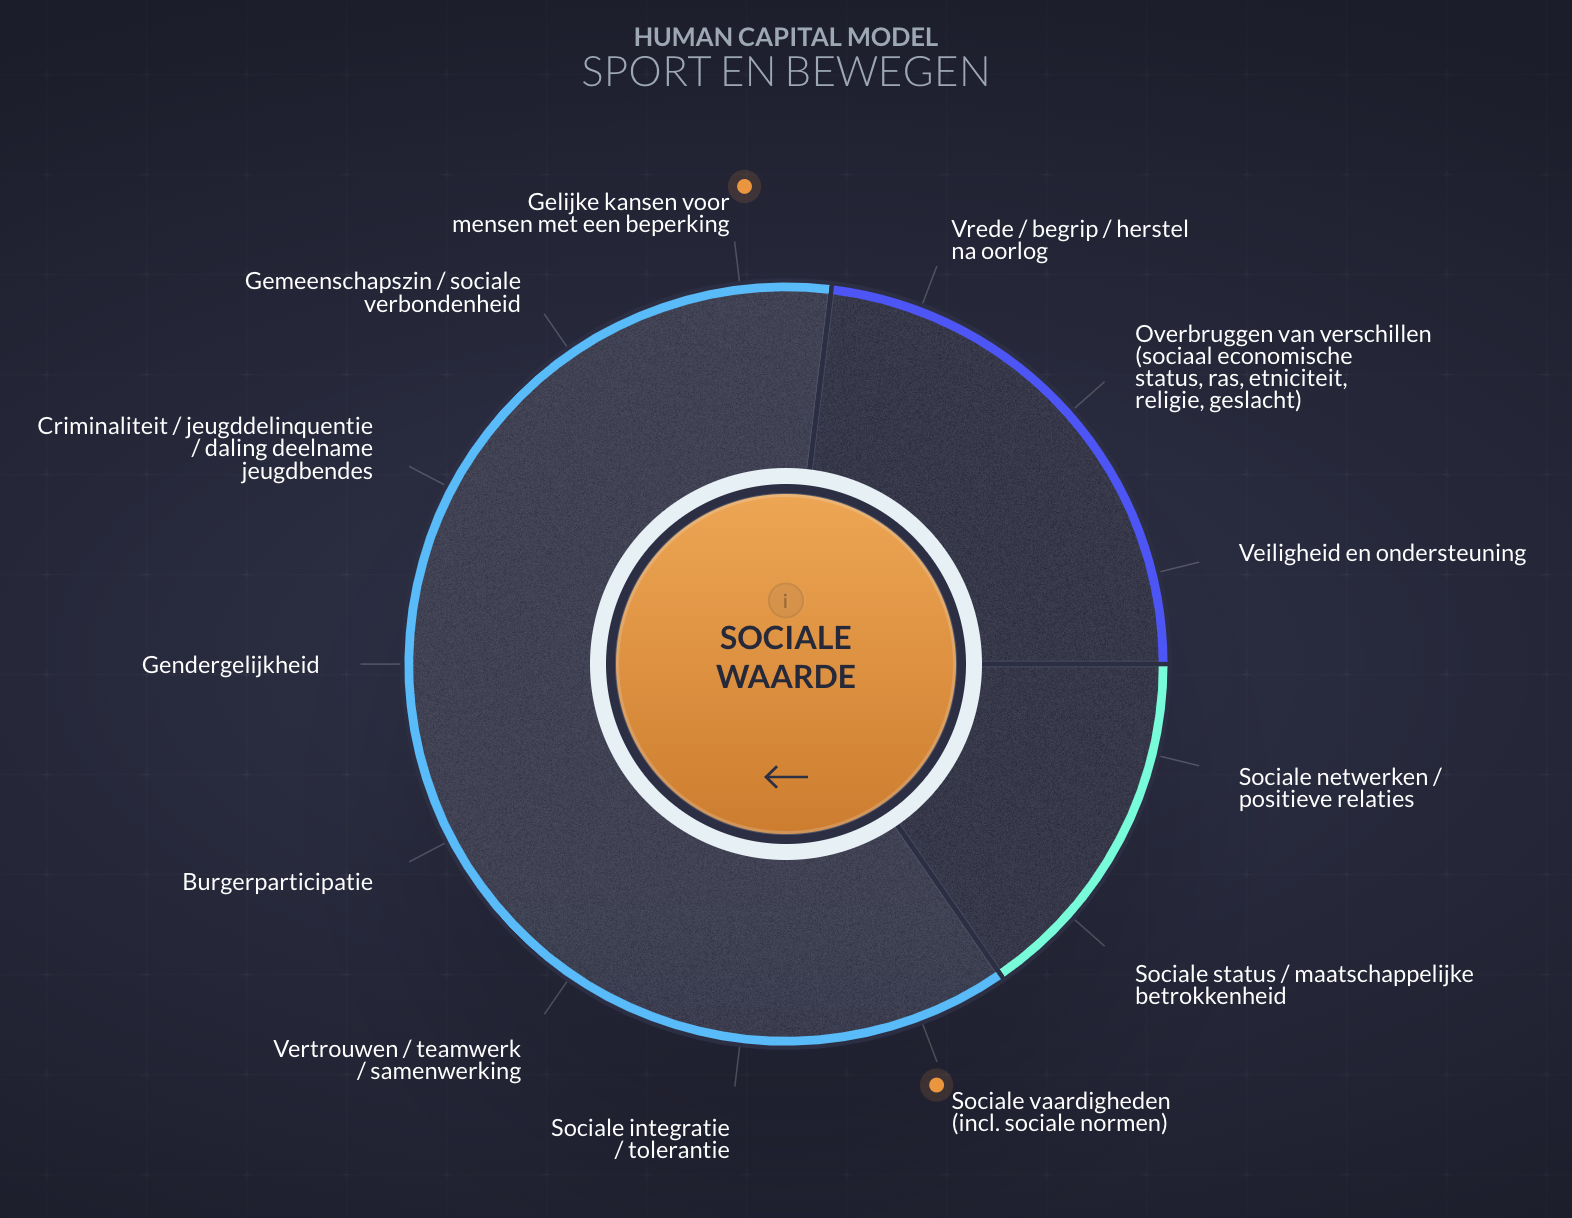 HUMAN CAPITAL MODEL
SPORT EN BEWEGEN
Gelijke kansen voor
mensen met een beperking
Vrede / begrip / herstel
na oorlog
Gemeenschapszin / sociale
verbondenheid
Overbruggen van verschillen
(sociaal economische
status, ras, etniciteit,
religie, geslacht)
Criminaliteit / jeugddelinquentie
/ daling deelname
jeugdbendes
Veiligheid en ondersteuning
i
SOCIALE
WAARDE
Gendergelijkheid
Sociale netwerken /
positieve relaties
Burgerparticipatie
Sociale status / maatschappelijke
betrokkenheid
Vertrouwen / teamwerk
/ samenwerking
Sociale vaardigheden
(incl. sociale normen)
Sociale integratie
/ tolerantie